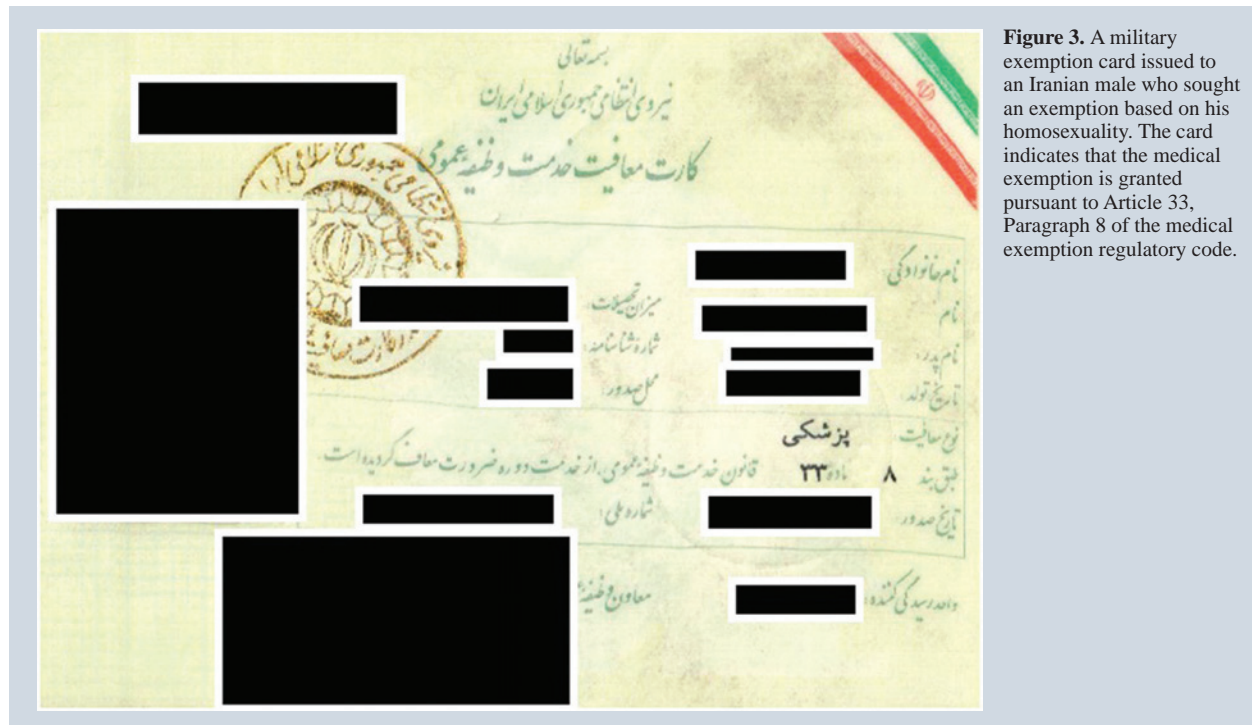 بسمه تعالی
نیروی انتظامی جمهوری اسلامی ایران
کارت معافیت خدمت وظیفه عمومی
نام خانوادگی:
نام
میزان تحصیلات:
نام پدر:
شماره شناسنامه:
تاریخ تولد:
محل صدور:
نوع معافیت پزشکی
طبق بند ۸ ماده ۳۳ قانون خدمت وظیفه عمومی، از خدمت دوره ضرورت معاف گردیده است.
تاریخ صدور:
شماره ملی:
واحد رسیدگی کننده:
معاون وظیفه
Figure 3. A military
exemption card issued to
an Iranian male who sought
an exemption based on his
homosexuality. The card
indicates that the medical
exemption is granted
pursuant to Article 33,
Paragraph 8 of the medical
exemption regulatory code.